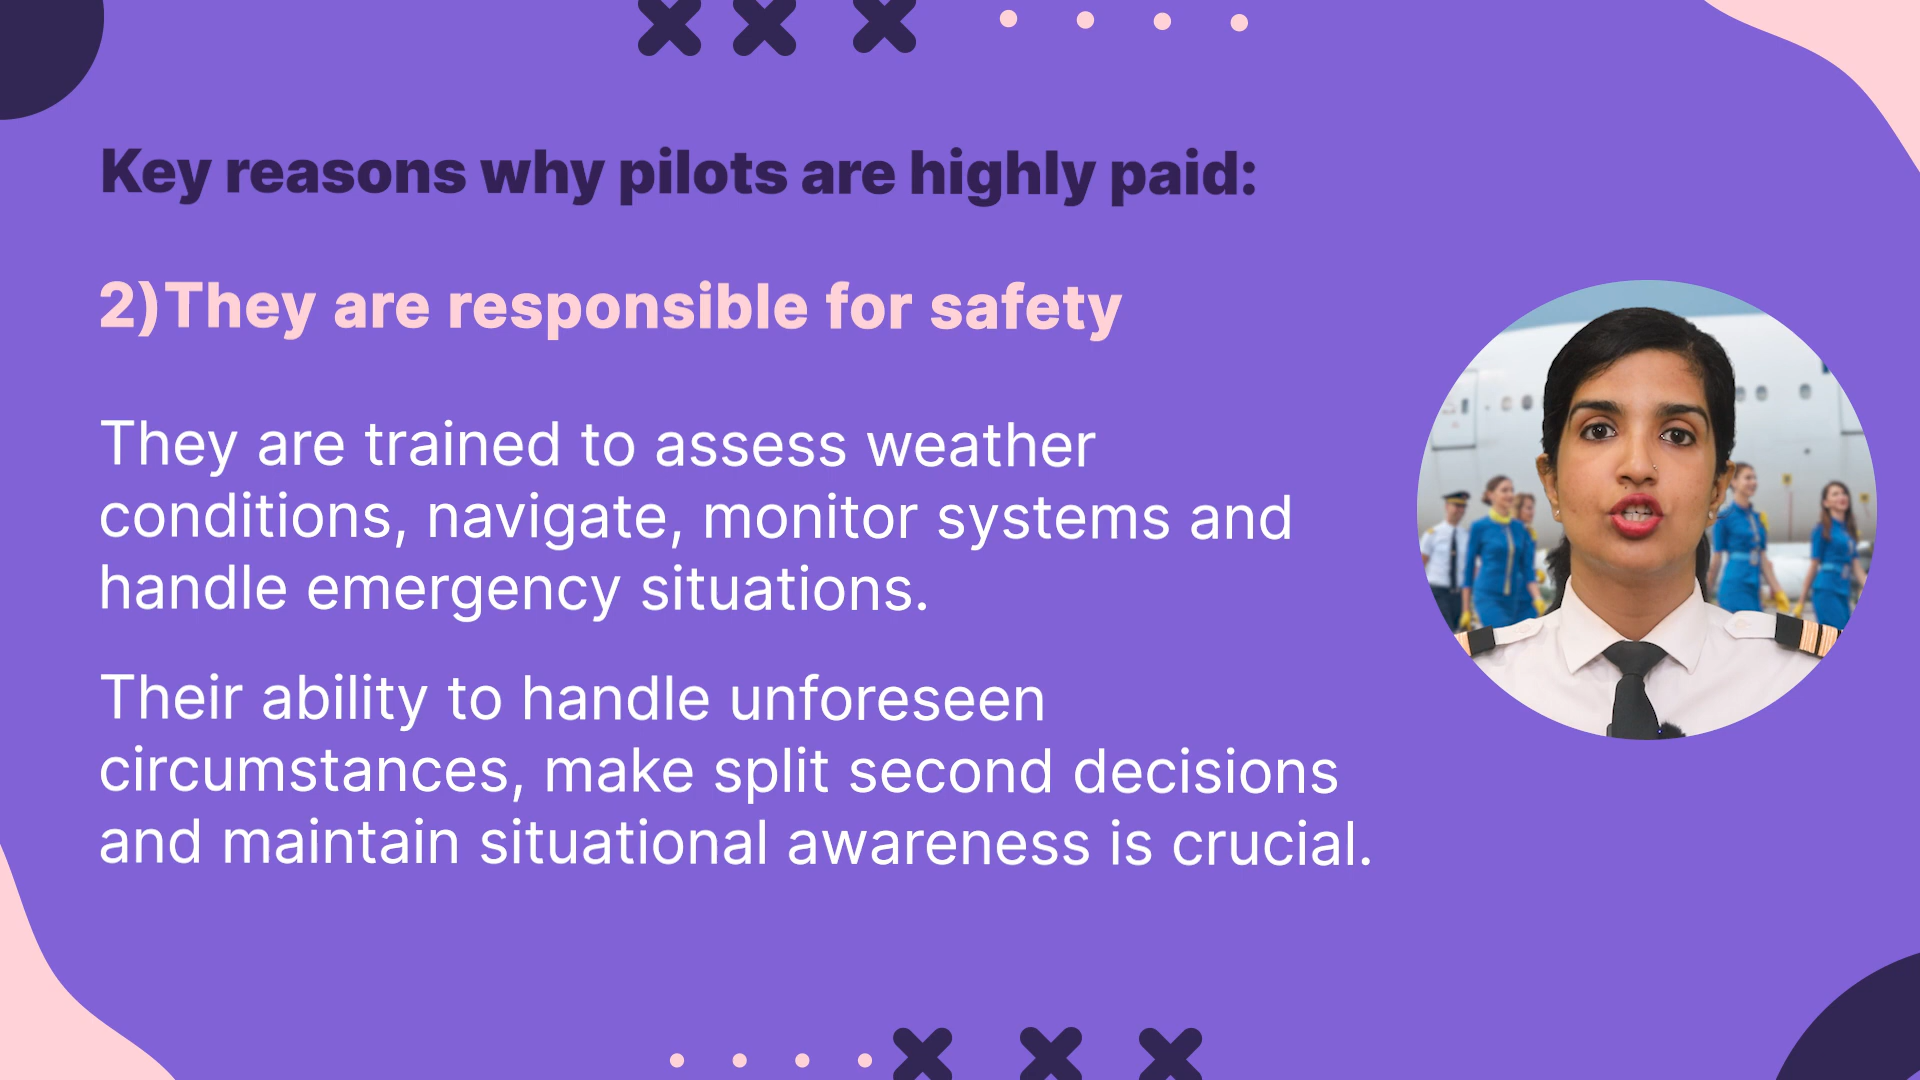 Key reasons why pilots are highly paid:
2)They are responsible for safety
They are trained to assess weather
conditions, navigate, monitor systems and
handle emergency situations.
Their ability to handle unforeseen
circumstances, make split second decisions
and maintain situational awareness is crucial.